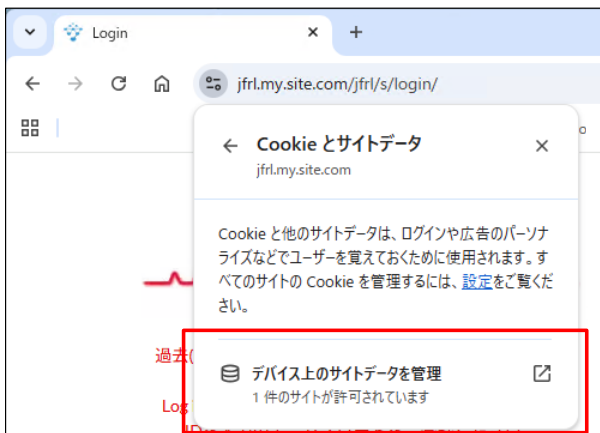 Login
jfrl.my.site.com/jfrl/s/login/
Cookie とサイトデータ
jfrl.my.site.com
Cookie と他のサイトデータは、ログインや広告のパーソナ
ライズなどでユーザーを覚えておくために使用されます。す
べてのサイトの Cookie を管理するには、設定をご覧くだ
さい。
過去(
デバイス上のサイトデータを管理
1 件のサイトが許可されています
Log